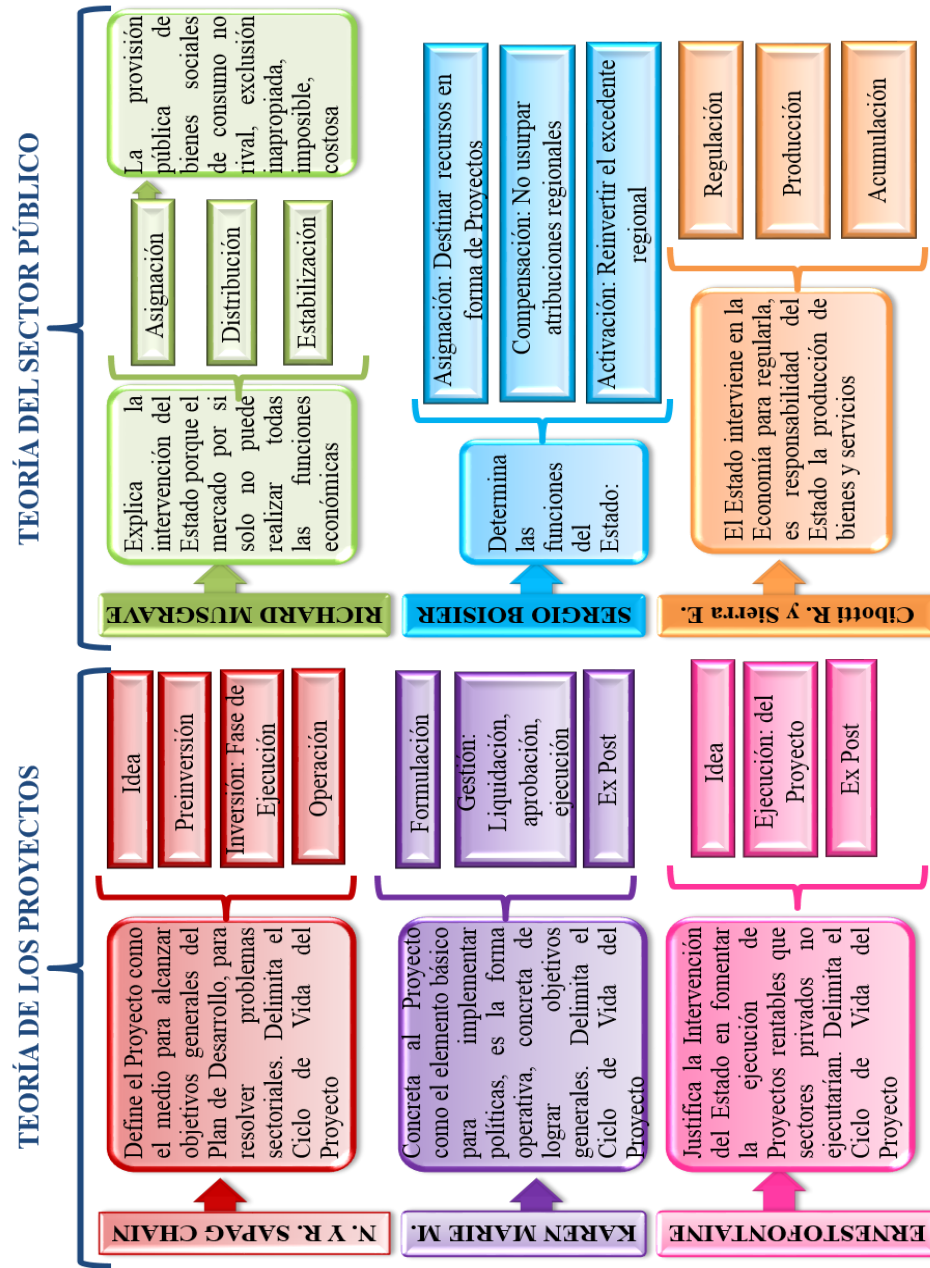 TEORÍA DE LOS PROYECTOS
N. Y R. SAPAG CHAIN
Define el Proyecto como
el medio para alcanzar
objetivos generales del
Plan de Desarrollo, para
resolver problemas
sectoriales. Delimita el
Ciclo de Vida del
Proyecto
Idea
Preinversión
Inversión: Fase de
Ejecución
Operación
KAREN MARIE M.
Concreta al Proyecto
como el elemento básico
para implementar
políticas, es la forma
operativa, concreta de
lograr objetivos
generales. Delimita el
Ciclo de Vida del
Proyecto
Formulación
Gestión:
Liquidación,
aprobación,
ejecución
Ex Post
ERNESTOFONTAINE
Justifica la Intervención
del Estado en fomentar
la ejecución de
Proyectos rentables que
sectores privados no
ejecutarían. Delimita el
Ciclo de Vida del
Proyecto
Idea
Ejecución: del
Proyecto
Ex Post
TEORÍA DEL SECTOR PÚBLICO
RICHARD MUSGRAVE
Explica la
intervención del
Estado porque el
mercado por si
solo no puede
realizar todas
las funciones
económicas
Asignación
Distribución
Estabilización
La provisión
pública de
bienes sociales
de consumo no
rival, exclusión
inapropiada,
imposible,
costosa
SERGIO BOISIER
Determina
las
funciones
del
Estado:
Asignación: Destinar recursos en
forma de Proyectos
Compensación: No usurpar
atribuciones regionales
Activación: Reinvertir el excedente
regional
Cibotti R. y Sierra E.
El Estado interviene en la
Economía para regularla,
es responsabilidad del
Estado la producción de
bienes y servicios
Regulación
Producción
Acumulación